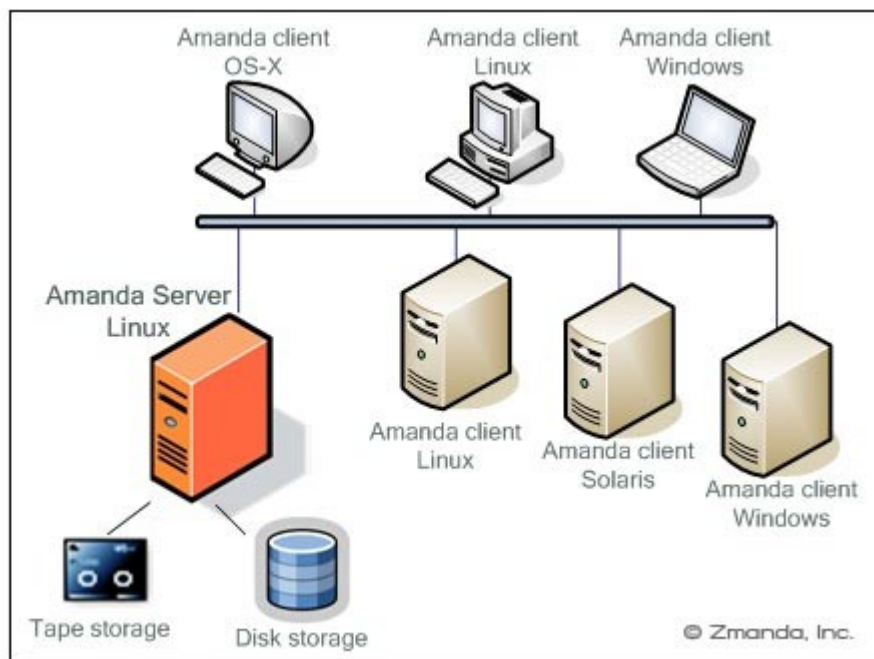 Amanda client
OS-X
Amanda client
Linux
Amanda client
Windows
Amanda Server
Linux
Amanda client
Linux
Amanda client
Solaris
Amanda client
Windows
Tape storage
Disk storage
© Zmanda, Inc.